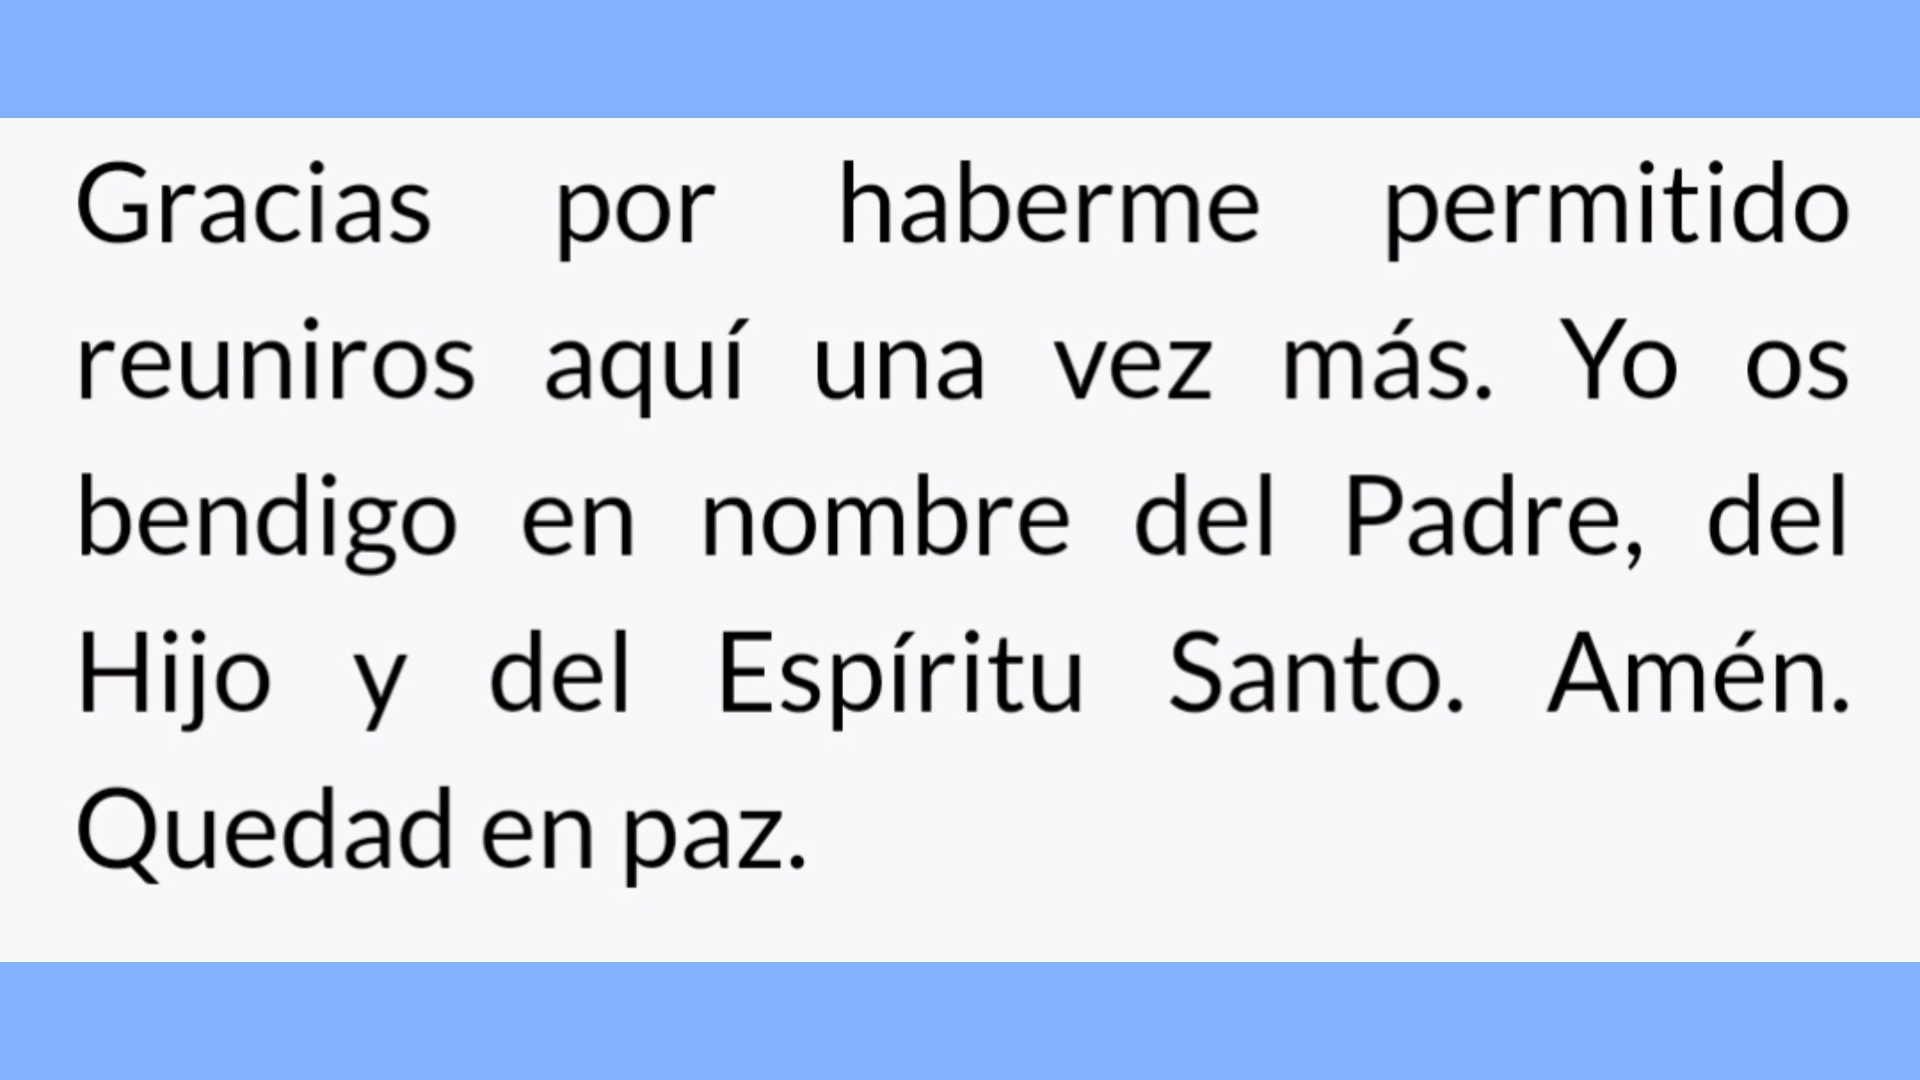 Gracias por haberme permitido
reuniros aquí una vez más. Yo os
bendigo en nombre del Padre, del
Hijo y del Espíritu Santo. Amén.
Quedad en paz.